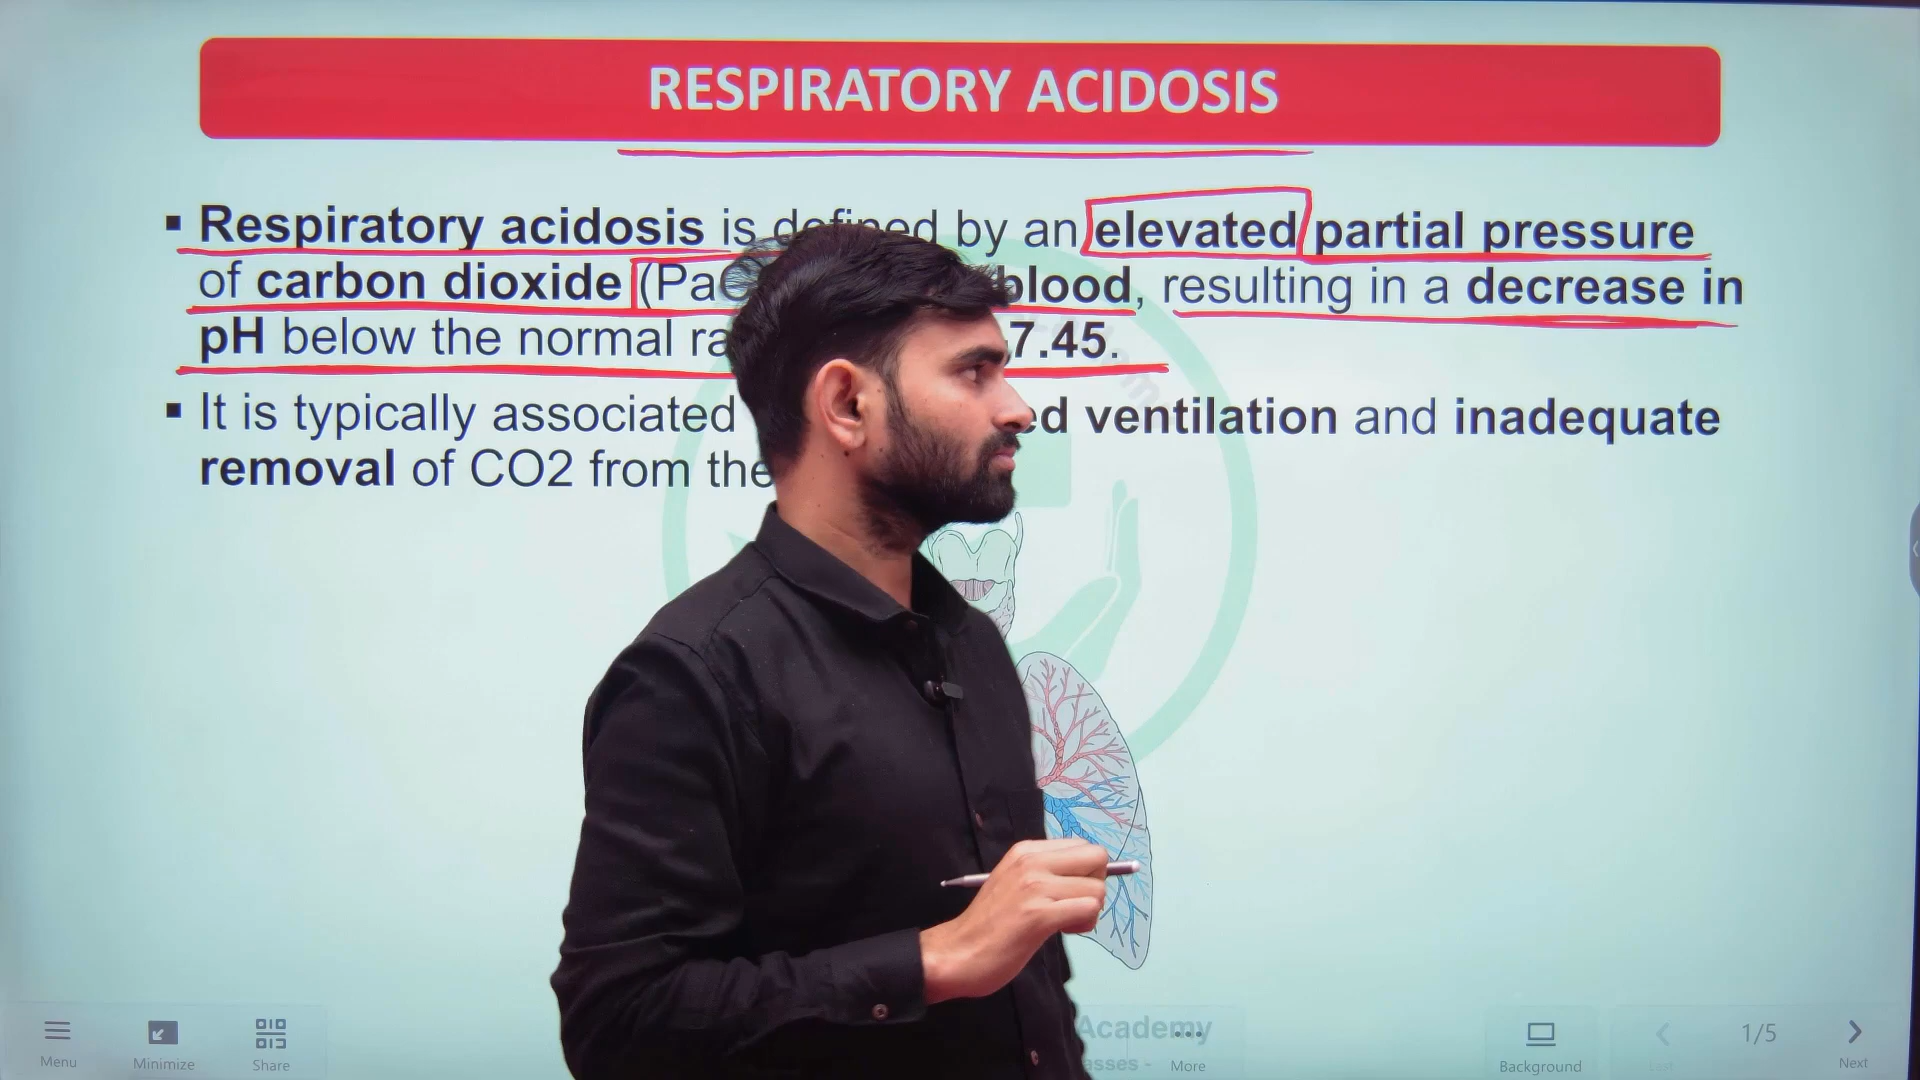 RESPIRATORY ACIDOSIS
▪ Respiratory acidosis is defined by an elevated partial pressure
of carbon dioxide (Pa blood, resulting in a decrease in
pH below the normal 7.45.
▪ It is typically associated ventilation and inadequate
removal of CO2 from the
Academy
Menu
Minimize
Share
More
Background
1/5
Last
Next